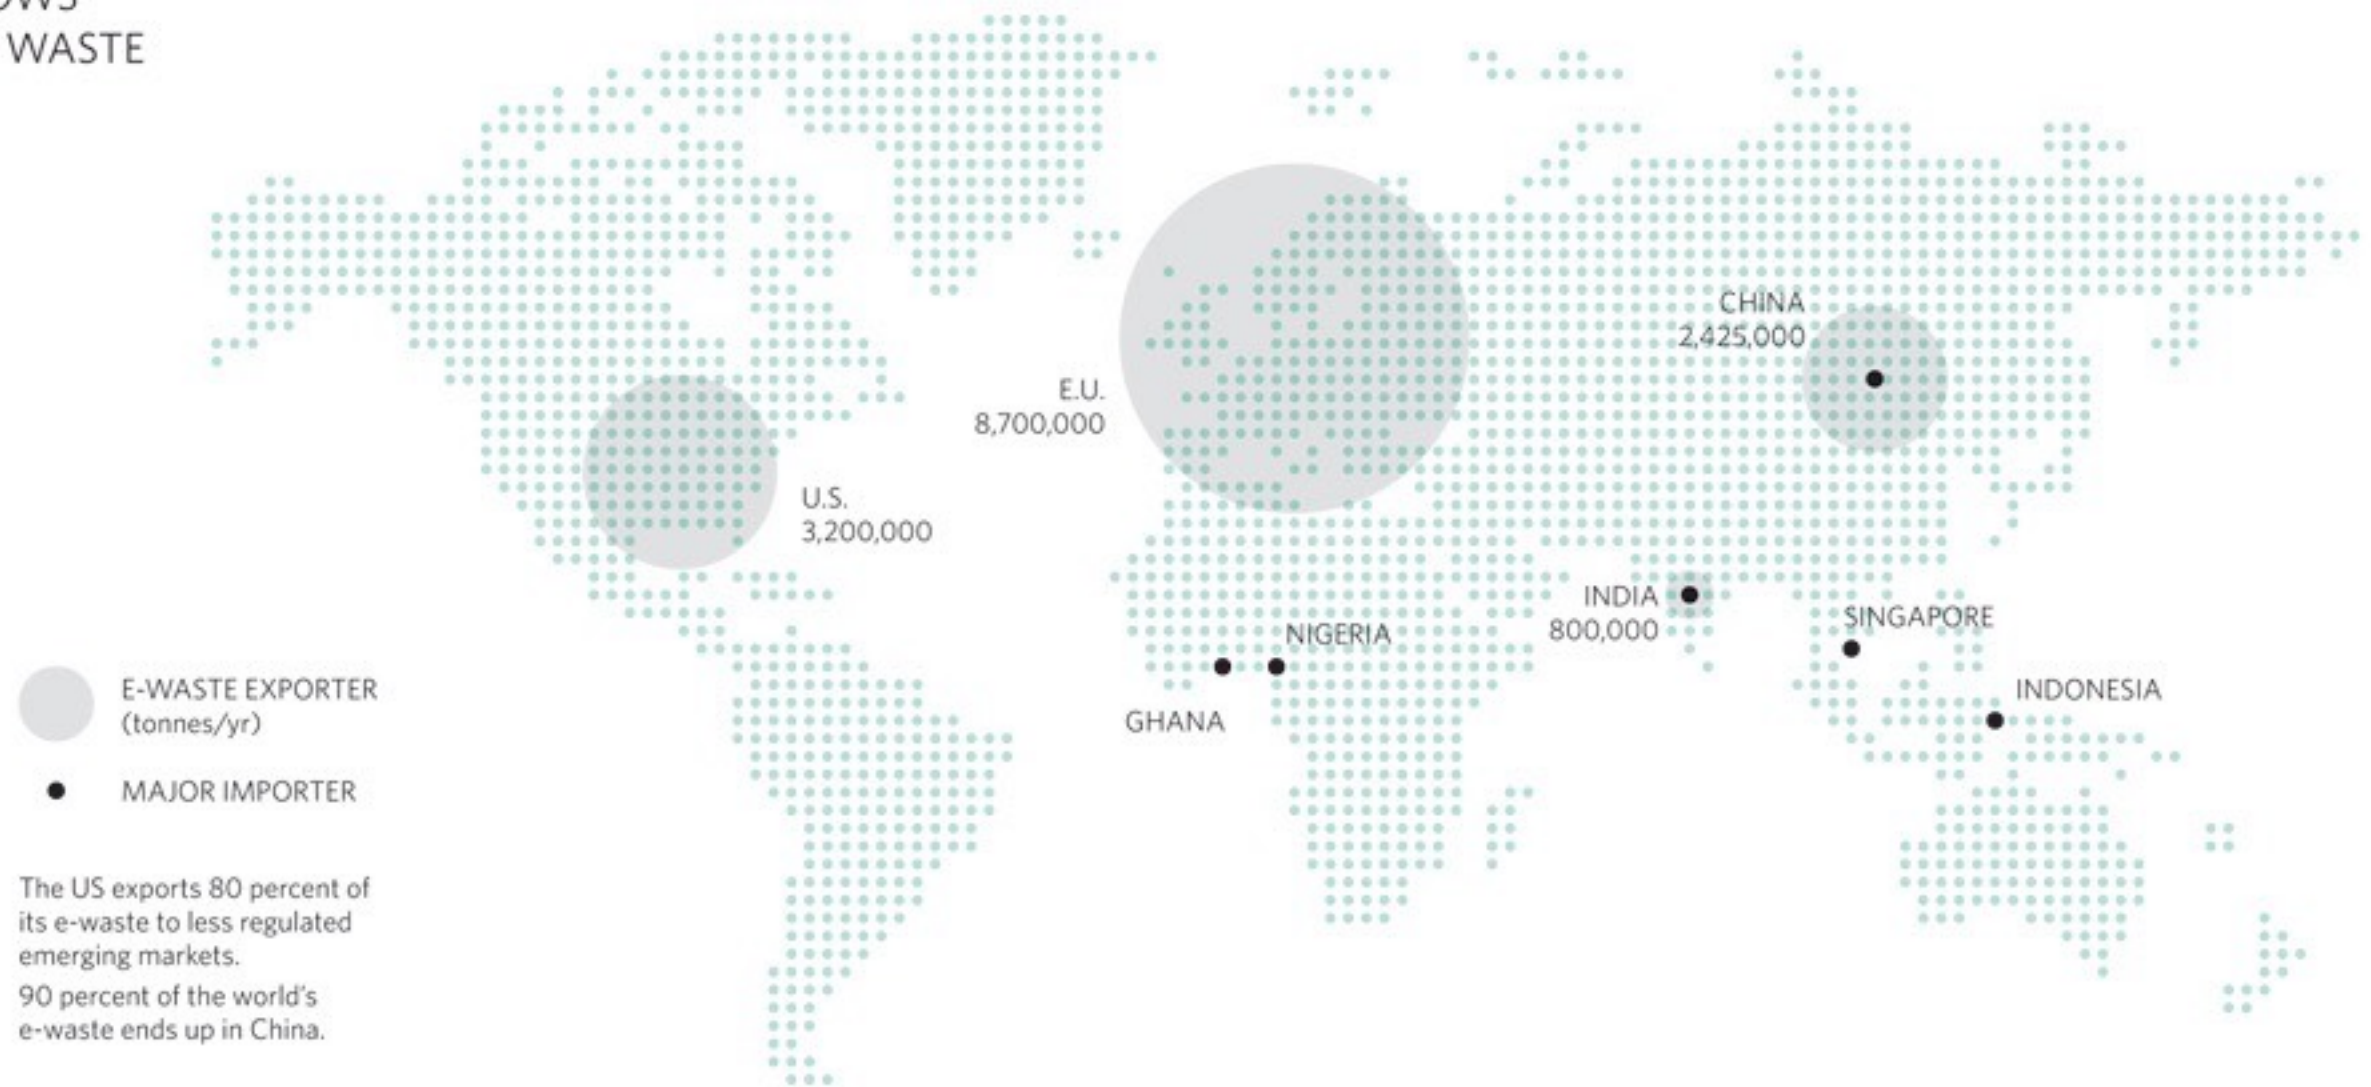 WASTE
E.U.
8,700,000
U.S.
3,200,000
CHINA
2,425,000
INDIA
800,000
SINGAPORE
INDONESIA
NIGERIA
GHANA
E-WASTE EXPORTER
(tonnes/yr)
MAJOR IMPORTER
The US exports 80 percent of
its e-waste to less regulated
emerging markets.
90 percent of the world's
e-waste ends up in China.